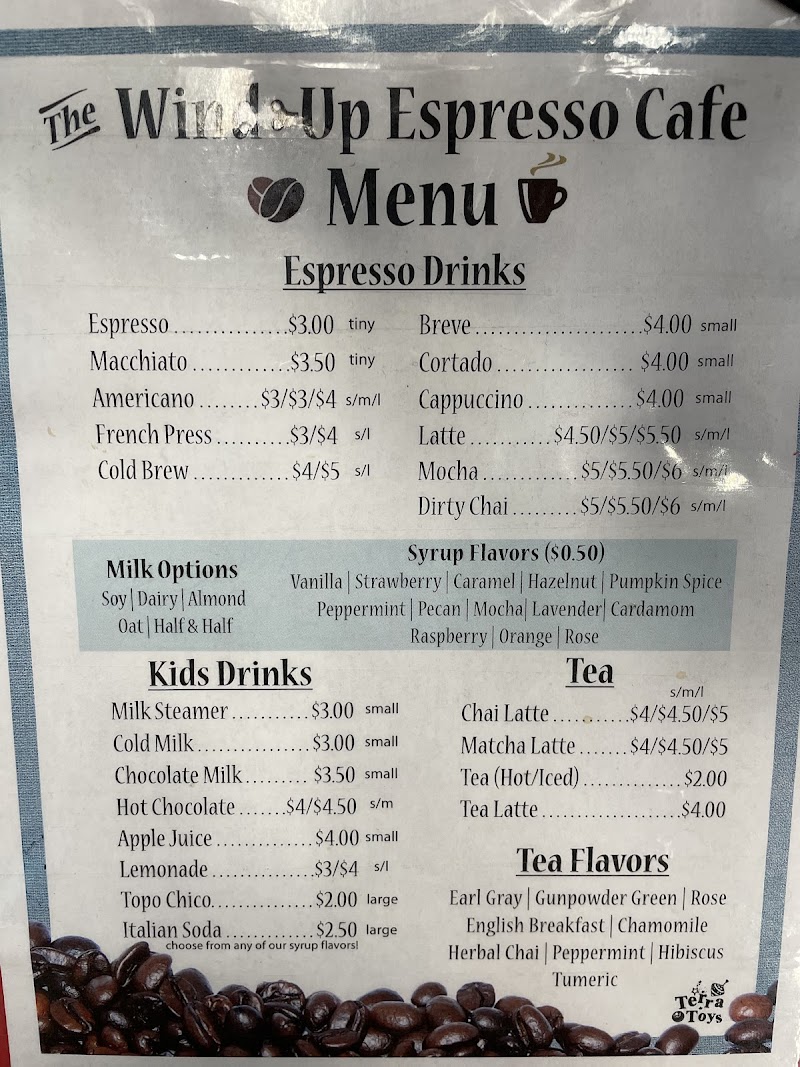 The Wind-Up Espresso Cafe
Menu
Espresso Drinks
Espresso...............$3.00 tiny
Macchiato............$3.50 tiny
Americano.......$3/$3/$4 s/m/l
French Press..........$3/$4 s/l
Cold Brew.............$4/$5 s/l
Breve.......................$4.00 small
Cortado...................$4.00 small
Cappuccino..............$4.00 small
Latte...........$4.50/$5/$5.50 s/m/l
Mocha.............$5/$5.50/$6 s/m/l
Dirty Chai.........$5/$5.50/$6 s/m/l
Milk Options
Soy | Dairy | Almond
Oat | Half & Half
Syrup Flavors ($0.50)
Vanilla | Strawberry | Caramel | Hazelnut | Pumpkin Spice
Peppermint | Pecan | Mocha | Lavender | Cardamom
Raspberry | Orange | Rose
Kids Drinks
Milk Steamer...........$3.00 small
Cold Milk................$3.00 small
Chocolate Milk.........$3.50 small
Hot Chocolate......$4/$4.50 s/m
Apple Juice..............$4.00 small
Lemonade...............$3/$4 s/l
Topo Chico...............$2.00 large
Italian Soda.............$2.50 large
choose from any of our syrup flavors!
Tea
s/m/l
Chai Latte..........$4/$4.50/$5
Matcha Latte.......$4/$4.50/$5
Tea (Hot/Iced)..............$2.00
Tea Latte....................$4.00
Tea Flavors
Earl Gray | Gunpowder Green | Rose
English Breakfast | Chamomile
Herbal Chai | Peppermint | Hibiscus
Tumeric
Terra
Toys